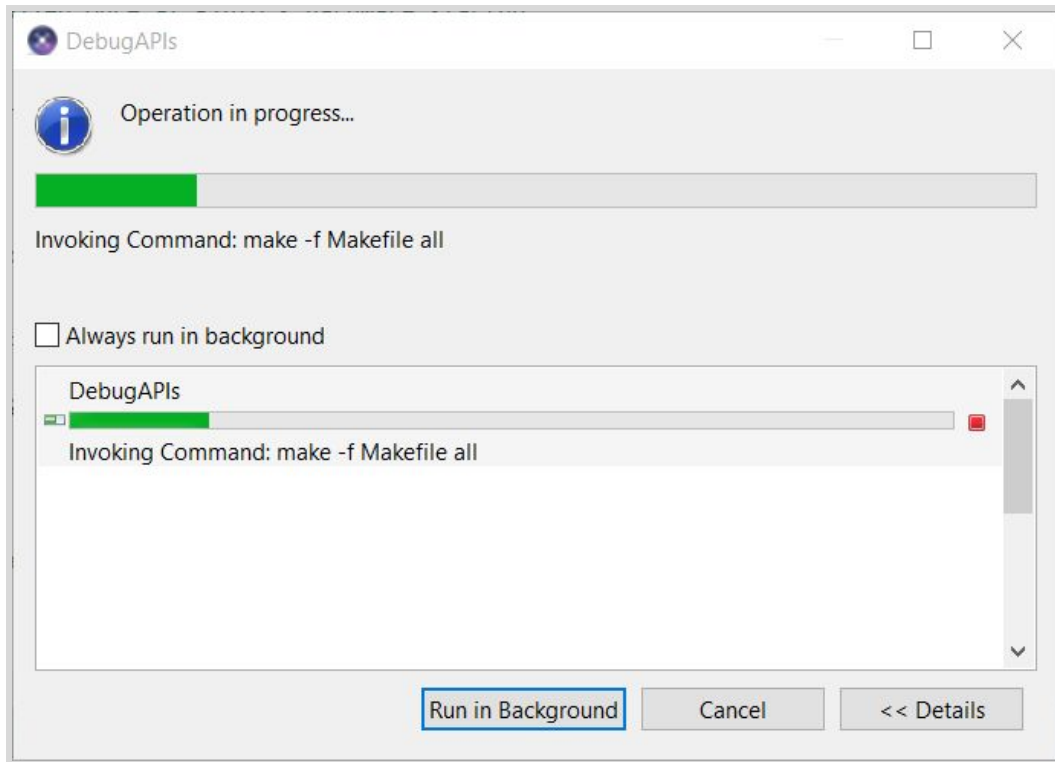 DebugAPIs
Operation in progress...
Invoking Command: make -f Makefile all
Always run in background
DebugAPIs
Invoking Command: make -f Makefile all
Run in Background
Cancel
<< Details